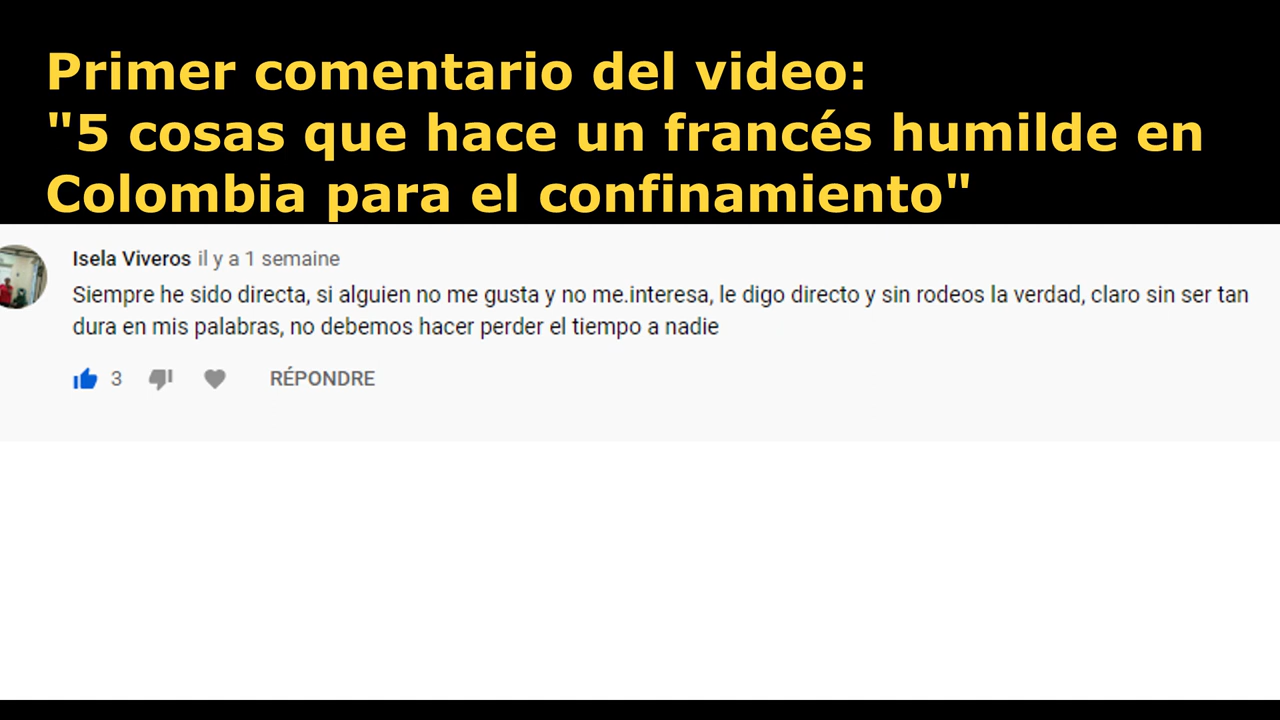 Primer comentario del video:
"5 cosas que hace un francés humilde en
Colombia para el confinamiento"
Isela Viveros il y a 1 semaine
Siempre he sido directa, si alguien no me gusta y no me.interesa, le digo directo y sin rodeos la verdad, claro sin ser tan
dura en mis palabras, no debemos hacer perder el tiempo a nadie
3 RÉPONDRE